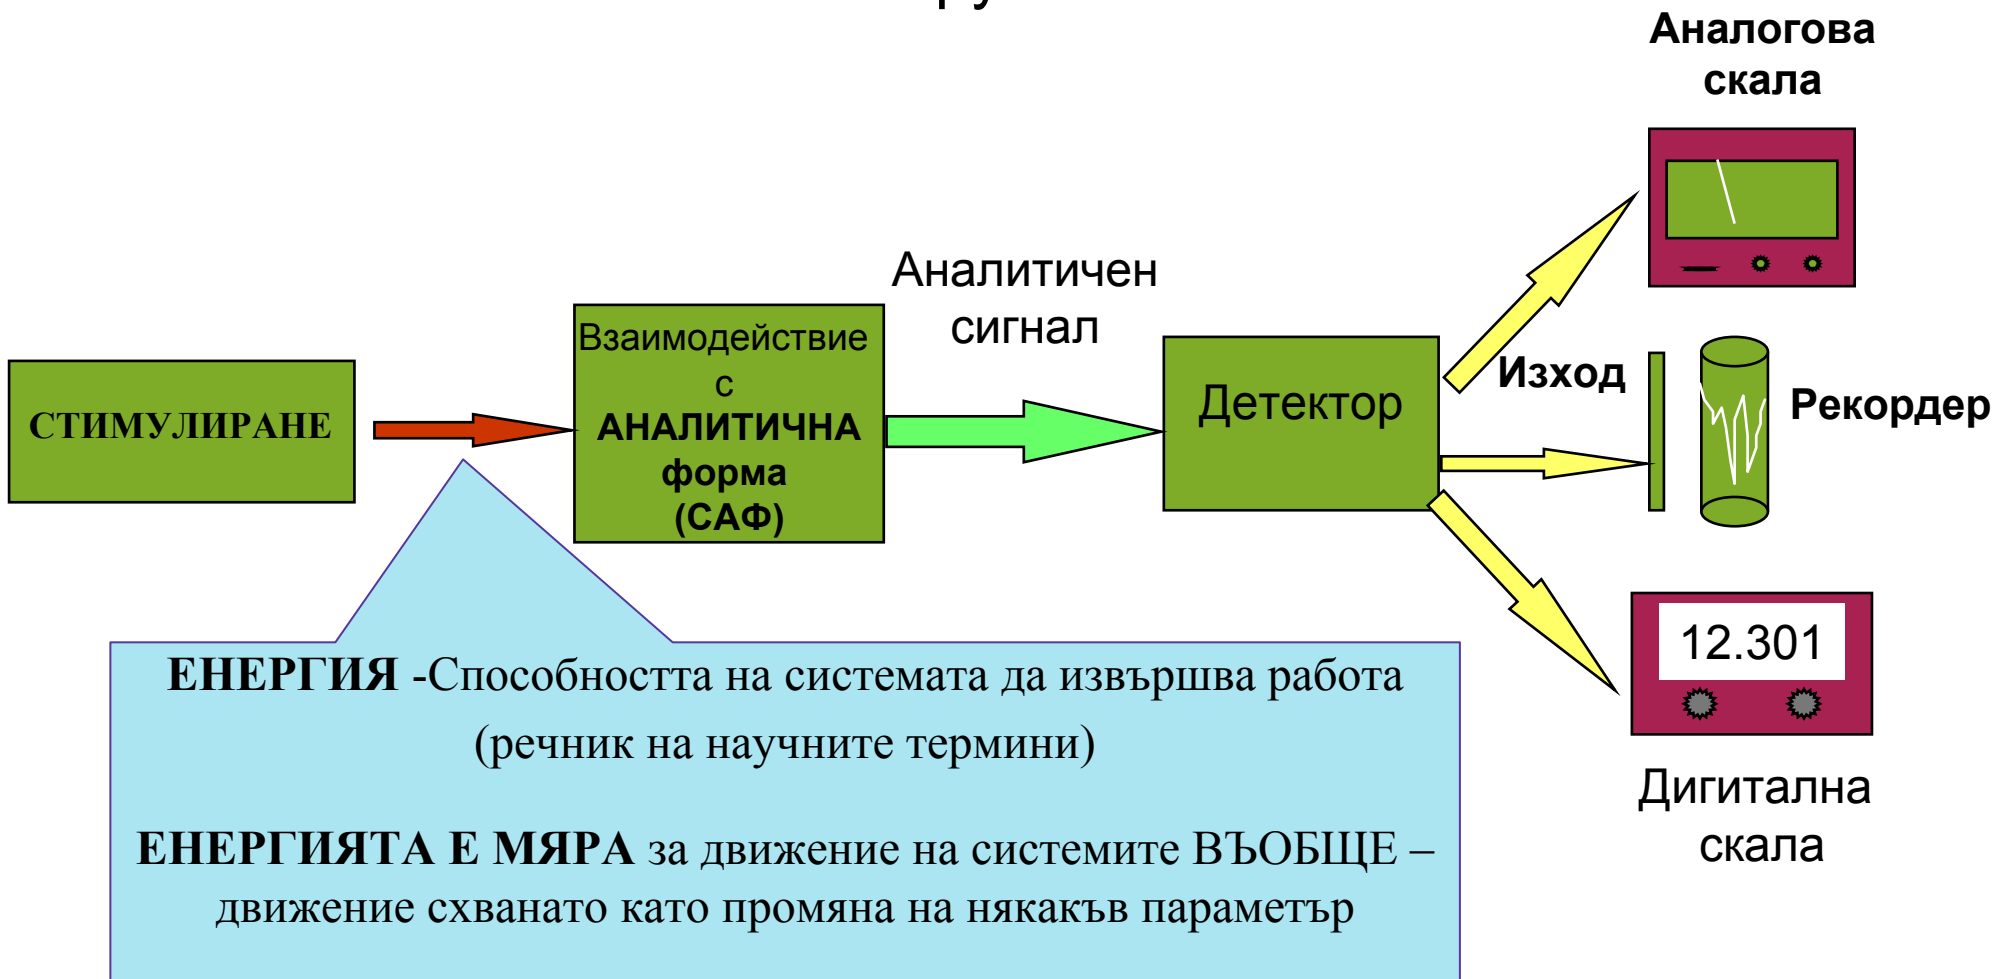 Аналогова
скала
Аналитичен
сигнал
СТИМУЛИРАНЕ
Взаимодействие
с
АНАЛИТИЧНА
форма
(САФ)
Детектор
Изход
Рекордер
12.301
Дигитална
скала
ЕНЕРГИЯ -Способността на системата да извършва работа
(речник на научните термини)
ЕНЕРГИЯТА Е МЯРА за движение на системите ВЪОБЩЕ –
движение схванато като промяна на някакъв параметър